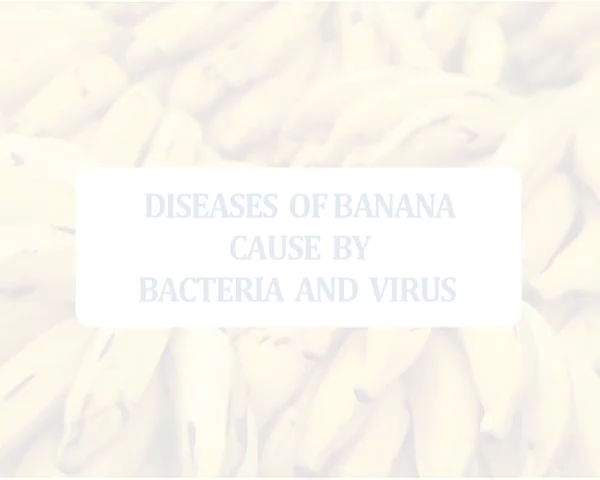 DISEASES OF BANANA
CAUSE BY
BACTERIA AND VIRUS